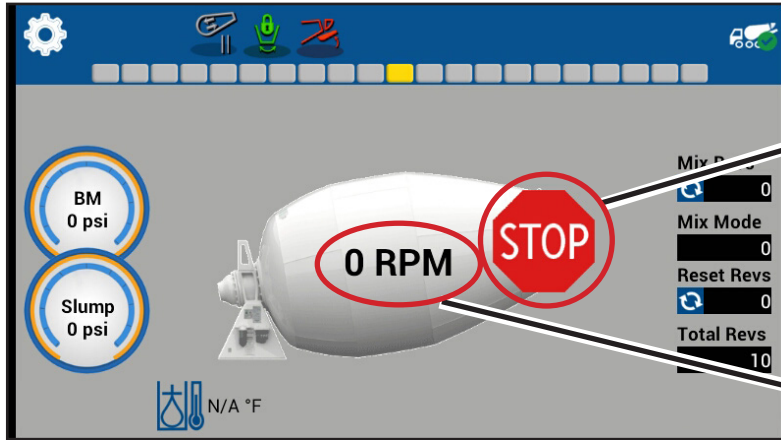 BM
0 psi
Slump
0 psi
0 RPM
STOP
Mix
0
Mix Mode
0
Reset Revs
0
Total Revs
10
N/A °F